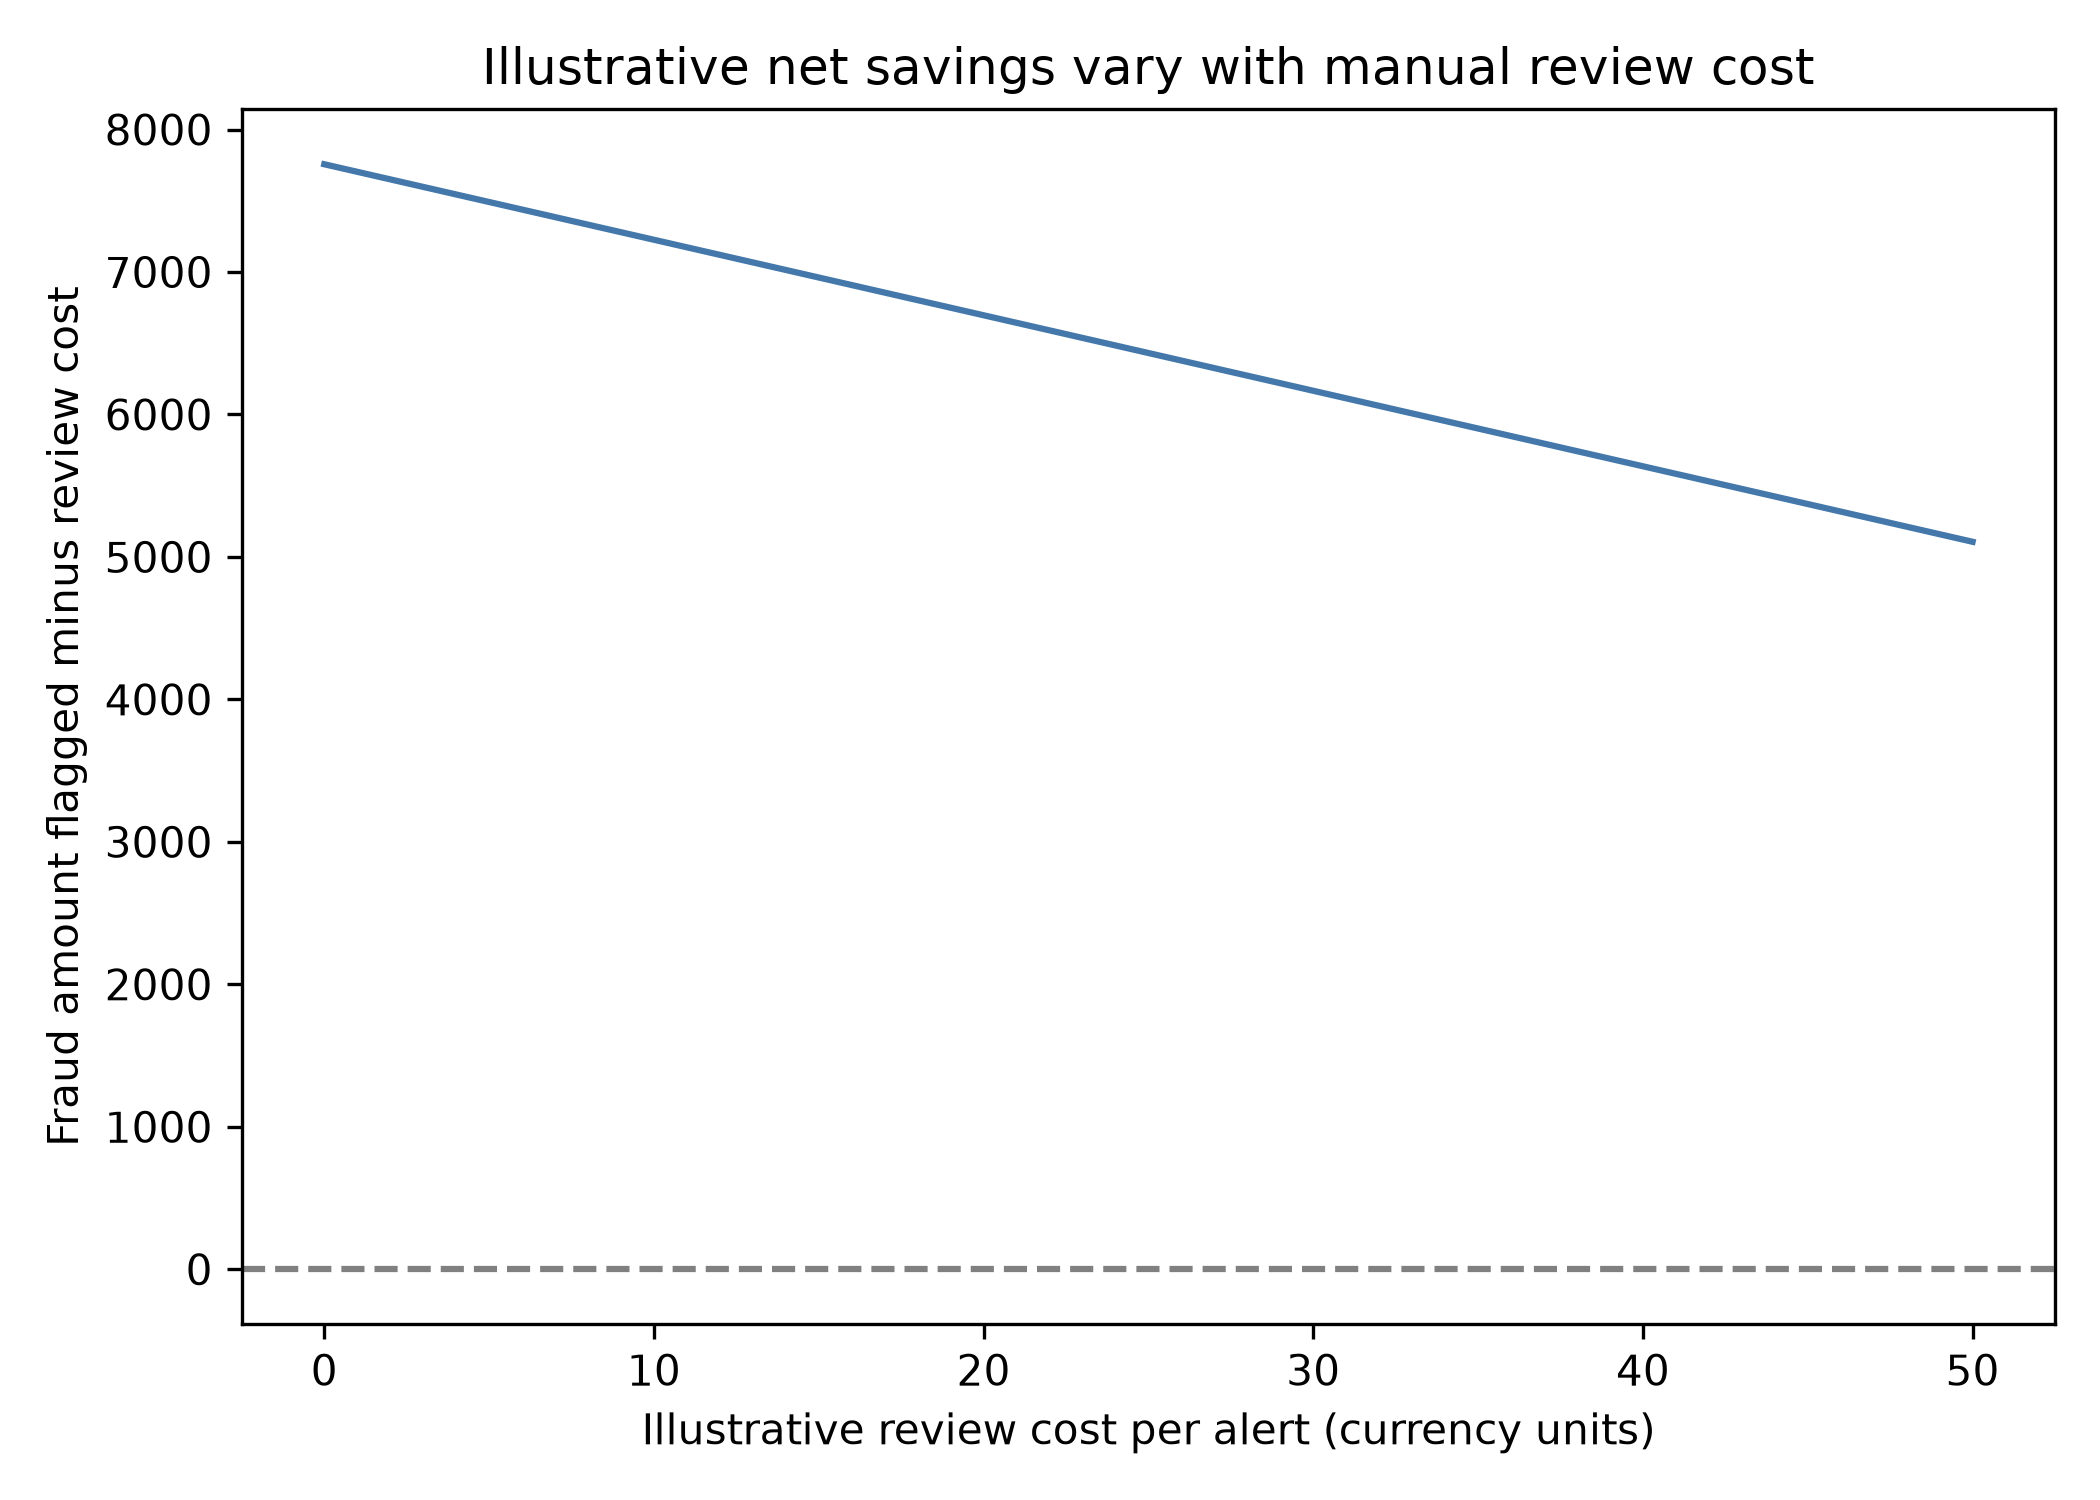 Illustrative net savings vary with manual review cost
Fraud amount flagged minus review cost
8000
7000
6000
5000
4000
3000
2000
1000
0
0 10 20 30 40 50
Illustrative review cost per alert (currency units)